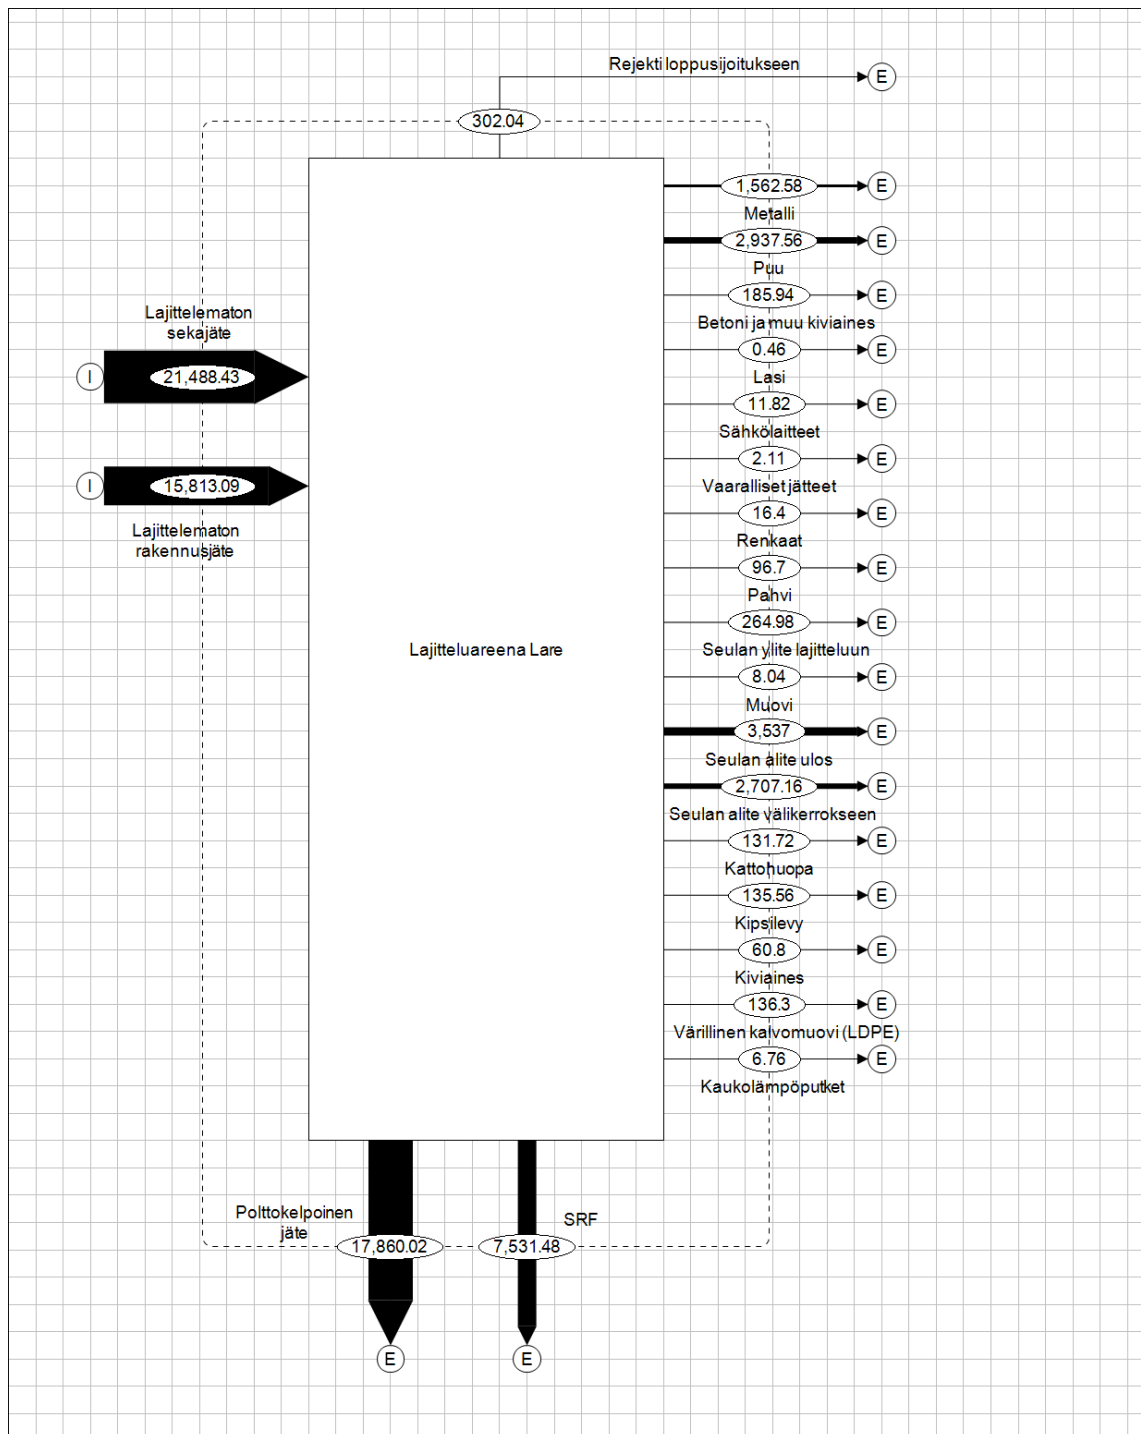 Rejekti loppusijoitukseen
E
302.04
1,562.58
E
Metalli
2,937.56
E
Puu
185.94
E
Betoni ja muu kiviaines
0.46
E
Lasi
11.82
E
Sähkölaitteet
2.11
E
Vaaralliset jätteet
16.4
E
Renkaat
96.7
E
Pahvi
264.98
E
Seulan ylite lajitteluun
8.04
E
Muovi
3,537
E
Seulan alite ulos
2,707.16
E
Seulan alite välikerrokseen
131.72
E
Kattohuopa
135.56
E
Kipsilevy
60.8
E
Kiviaines
136.3
E
Värillinen kalvomuovi (LDPE)
6.76
E
Kaukolämpöputket
Lajittelematon
sekajäte
I
21,488.43
I
15,813.09
Lajittelematon
rakennusjäte
Lajitteluareena Lare
Polttokelpoinen
jäte
17,860.02
E
SRF
7,531.48
E